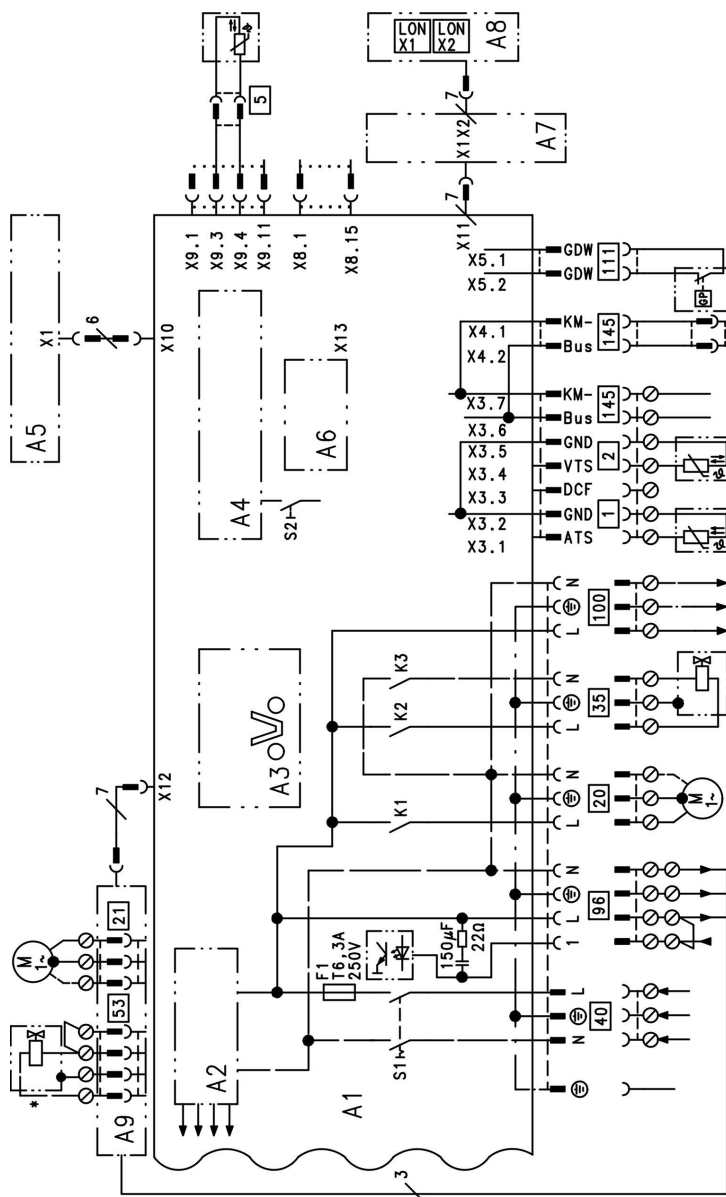 3
*
M
1~
A5
A9
53
21
7
X1
6
X12
X10
A2
A3
A4
A6
S2
X13
X9.1
X9.3
X9.4
X9.11
X8.1
X8.15
5
A1
S1
F1
T6,3A
250V
150µF
22Ω
K1
K2
K3
X3.1
X3.2
X3.3
X3.4
X3.5
X3.6
X3.7
X4.2
X4.1
X5.2
X5.1
X11
7
X1
X2
7
A7
LON
X1
LON
X2
A8
N
L
1
L
N
L
N
L
N
L
N
ATS
GND
DCF
VTS
GND
Bus
KM-
Bus
KM-
GDW
GDW
40
96
20
35
100
1
2
145
145
111
M
1~
GP